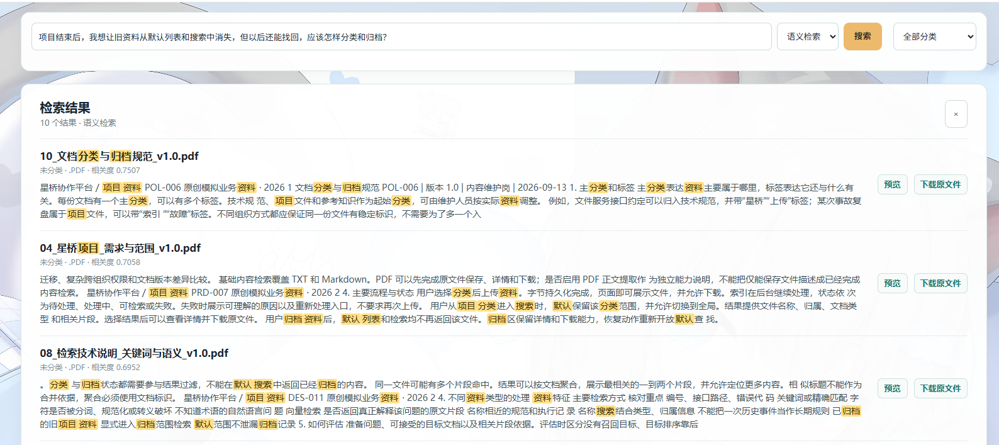 项目结束后，我想让旧资料从默认列表和搜索中消失，但以后还能找回，应该怎样分类和归档？
语义检索
搜索
全部分类
检索结果
10 个结果 · 语义检索
×
10_文档分类与归档规范_v1.0.pdf
未分类 · .PDF · 相关度 0.7507
星桥协作平台 / 项目 资料 POL-006 原创模拟业务资料 · 2026 1 文档分类与归档规范 POL-006 | 版本 1.0 | 内容维护岗 | 2026-09-13 1. 主分类和标签 主分类表达资料主要属于哪里，标签表达它还与什么有
关。每份文档有一个主分类，可以有多个标签。技术规 范、项目文件和参考知识作为起始分类，可由维护人员按实际资料调整。 例如，文件服务接口约定可以归入技术规范，并带“星桥”“上传”标签；某次事故复
盘属于项目文件，可以带“索引 ”“故障”标签。不同组织方式都应保证同一份文件有稳定标识，不需要为了多一个入
预览
下载原文件
04_星桥项目_需求与范围_v1.0.pdf
未分类 · .PDF · 相关度 0.7058
迁移、复杂跨组织权限和文档版本差异比较。 基础内容检索覆盖 TXT 和 Markdown。PDF 可以先完成原文件保存、详情和下载；是否启用 PDF 正文提取作 为独立能力说明，不能把仅能保存文件描述成已经完成
内容检索。 星桥协作平台 / 项目 资料 PRD-007 原创模拟业务资料 · 2026 2 4. 主要流程与状态 用户选择分类后上传资料。字节持久化完成，页面即可展示文件，并允许下载。索引在后台继续处理，状态依 次
为待处理、处理中、可检索或失败。失败时展示可理解的原因以及重新处理入口，不要求再次上传。 用户从项目 分类进入搜索时，默认保留该分类范围，并允许切换到全局。结果提供文件名称、归属、文档类
型 和相关片段。选择结果后可以查看详情并下载原文件。 用户归档 资料后，默认 列表和检索均不再返回该文件。归档区保留详情和下载能力，恢复动作重新开放默认查 找。
预览
下载原文件
08_检索技术说明_关键词与语义_v1.0.pdf
未分类 · .PDF · 相关度 0.6952
。分类 与归档状态都需要参与结果过滤，不能在默认 搜索中返回已经归档的内容。 同一文件可能有多个片段命中。结果可以按文档聚合，展示最相关的一到两个片段，并允许定位更多内容。相 似标题不能作为
合并依据，聚合必须使用文档标识。 星桥协作平台 / 项目 资料 DES-011 原创模拟业务资料 · 2026 2 4. 不同资料类型的处理 资料特征 主要检索方式 核对重点 编号、接口路径、错误代 码 关键词或精确匹配 字
符是否被分词、规范化或转义破坏 不知道术语的自然语言问 题 向量检索 是否返回真正解释该问题的原文片段 名称相近的规范和执行记 录 名称搜索结合类型、归属信息 不能把一次历史事件当作长期规则 已归档
的旧项目 资料 显式进入归档范围检索 默认范围不泄漏归档记录 5. 如何评估 准备问题、可接受的目标文档以及相关片段依据。评估时区分没有召回目标、目标排序靠后
预览
下载原文件